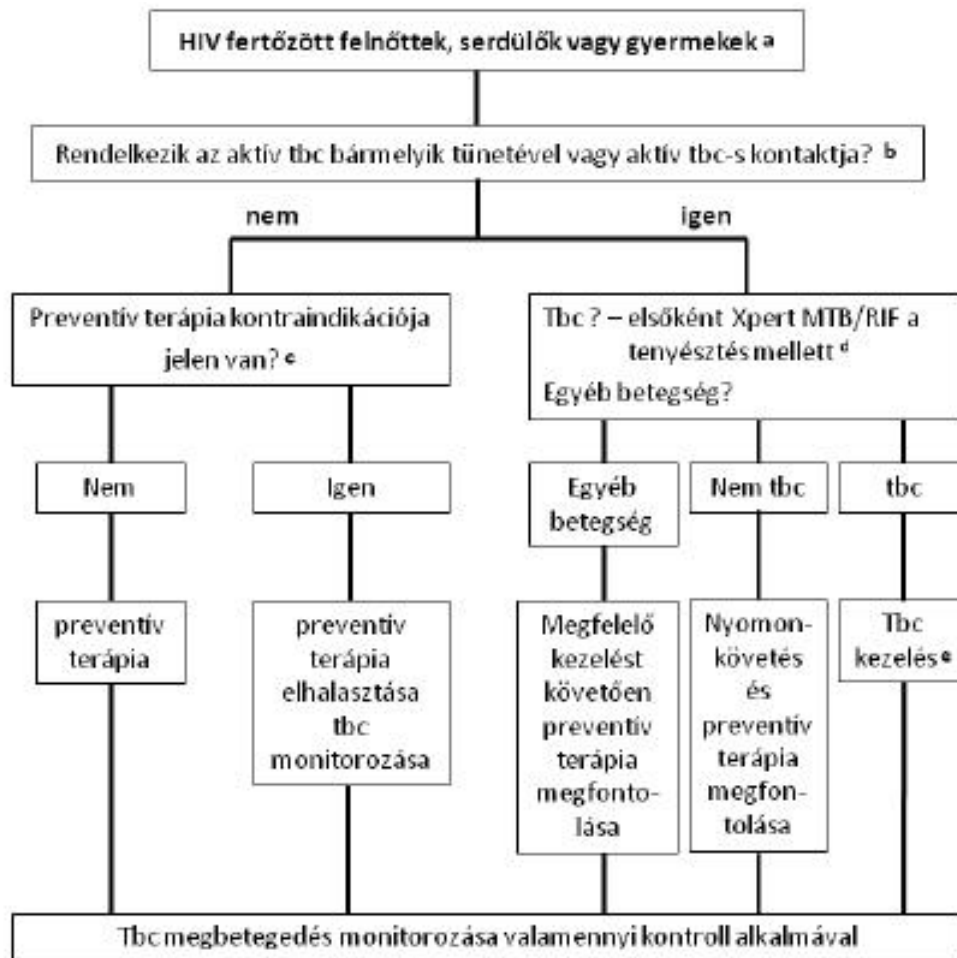 HIV fertőzött felnőttek, serdülők vagy gyermekek a
Rendelkezik az aktív tbc bármelyik tünetével vagy aktív tbc-s kontaktja? b
nem
igen
Preventív terápia kontraindikációja
jelen van? c
Tbc ? – elsőként Xpert MTB/RIF a
tenyésztés mellett d
Egyéb betegség?
Nem
Igen
Egyéb
betegség
Nem tbc
tbc
preventív
terápia
preventív
terápia
elhalasztása
tbc
monitorozása
Megfelelő
kezelést
követően
preventív
terápia
megfonto-
lása
Nyomon-
követés
és
preventív
terápia
megfon-
tolása
Tbc
kezelés e
Tbc megbetegedés monitorozása valamennyi kontroll alkalmával